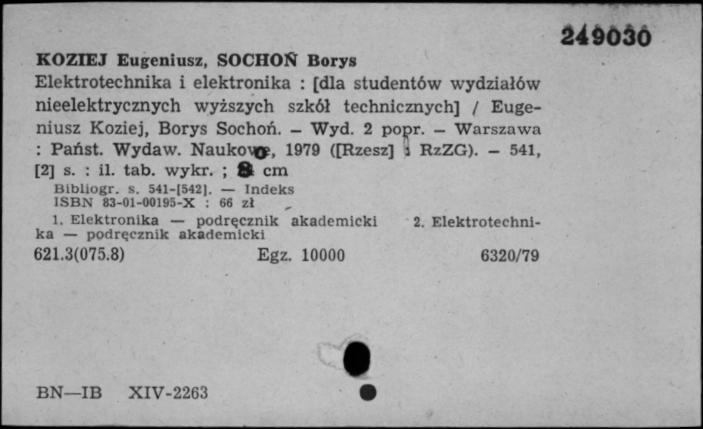 249030
KOZIEJ Eugeniusz, SOCHOŃ Borys
Elektrotechnika i elektronika : [dla studentów wydziałów
nieelektrycznych wyższych szkół technicznych] / Euge-
niusz Koziej, Borys Sochoń. — Wyd. 2 popr. — Warszawa
: Państ. Wydaw. Naukowe, 1979 ([Rzesz] : RzZG). — 541,
[2] s. : il. tab. wykr. ; cm
Bibliogr. s. 541-[542]. — Indeks
ISBN 83-01-00195-X : 66 zł
1. Elektronika — podręcznik akademicki 2. Elektrotechni-
ka — podręcznik akademicki
621.3(075.8) Egz. 10000 6320/79
BN—IB XIV-2263